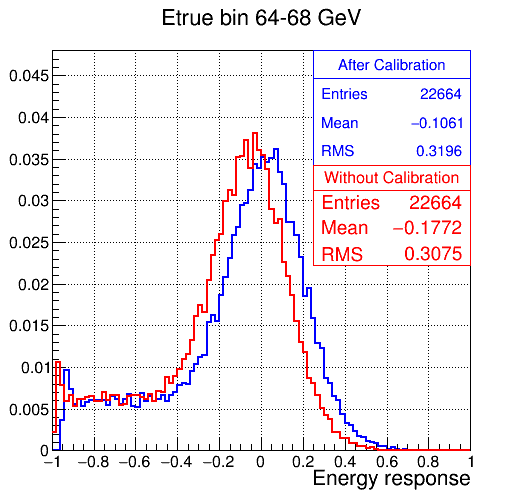 Etrue bin 64-68 GeV
After Calibration
Entries 22664
Mean −0.1061
RMS 0.3196
Without Calibration
Entries 22664
Mean −0.1772
RMS 0.3075
0.045
0.04
0.035
0.03
0.025
0.02
0.015
0.01
0.005
0
−1 −0.8 −0.6 −0.4 −0.2 0 0.2 0.4 0.6 0.8 1
Energy response